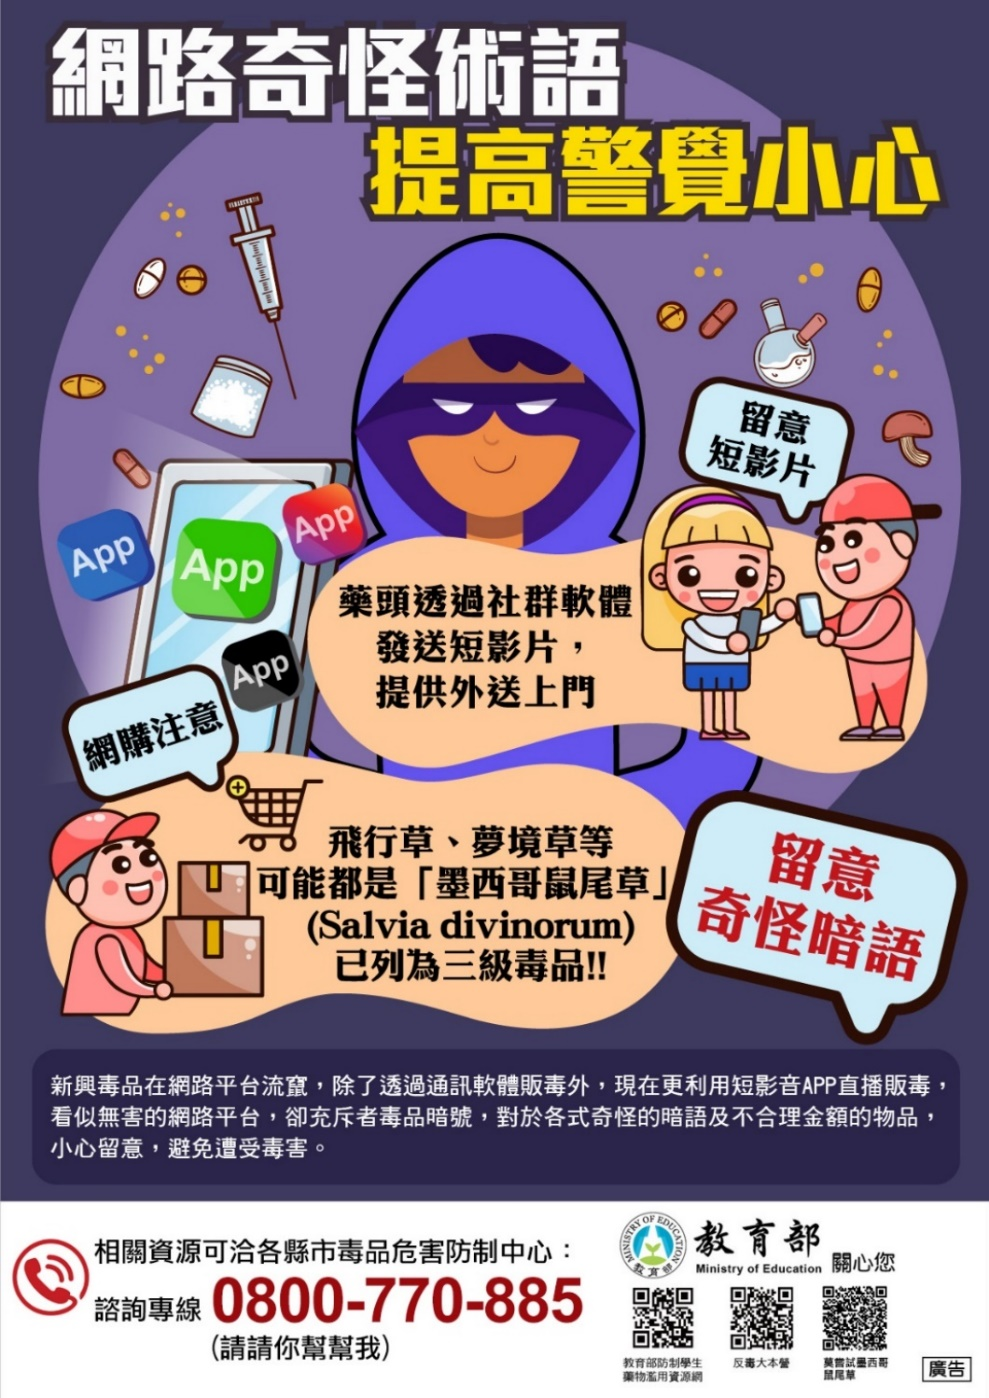 網路奇怪術語
提高警覺小心
留意
短影片
App
App
App
App
藥頭透過社群軟體
發送短影片，
提供外送上門
網購注意
飛行草、夢境草等
可能都是「墨西哥鼠尾草」
(Salvia divinorum)
已列為三級毒品!!
留意
奇怪暗語
新興毒品在網路平台流竄，除了透過通訊軟體販毒外，現在更利用短影音APP直播販毒，
看似無害的網路平台，卻充斥者毒品暗號，對於各式奇怪的暗語及不合理金額的物品，
小心留意，避免遭受毒害。
相關資源可洽各縣市毒品危害防制中心：
諮詢專線 0800-770-885
(請請你幫幫我)
MINISTRY OF EDUCATION
教育部
教育部
Ministry of Education
關心您
教育部防制學生
藥物濫用資源網
反毒大本營
莫嘗試墨西哥
鼠尾草
廣告